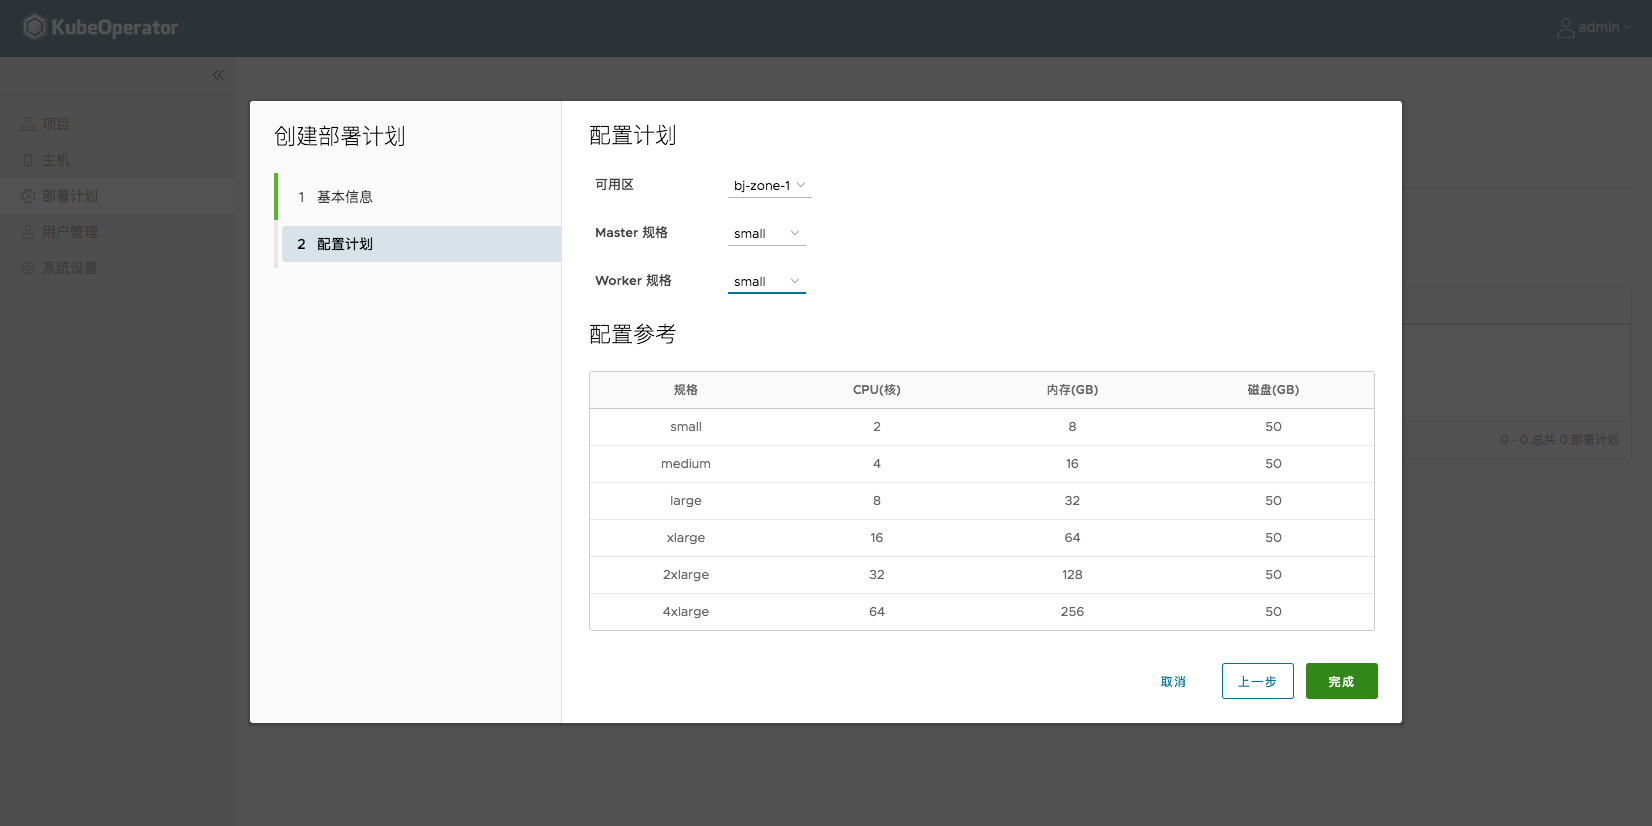 KubeOperator
admin
项目
主机
部署计划
用户管理
系统设置
创建部署计划
1 基本信息
2 配置计划
配置计划
可用区 bj-zone-1
Master 规格 small
Worker 规格 small
配置参考
规格 CPU(核) 内存(GB) 磁盘(GB)
small 2 8 50
medium 4 16 50
large 8 32 50
xlarge 16 64 50
2xlarge 32 128 50
4xlarge 64 256 50
0 - 0 总共 0 部署计划
取消 上一步 完成